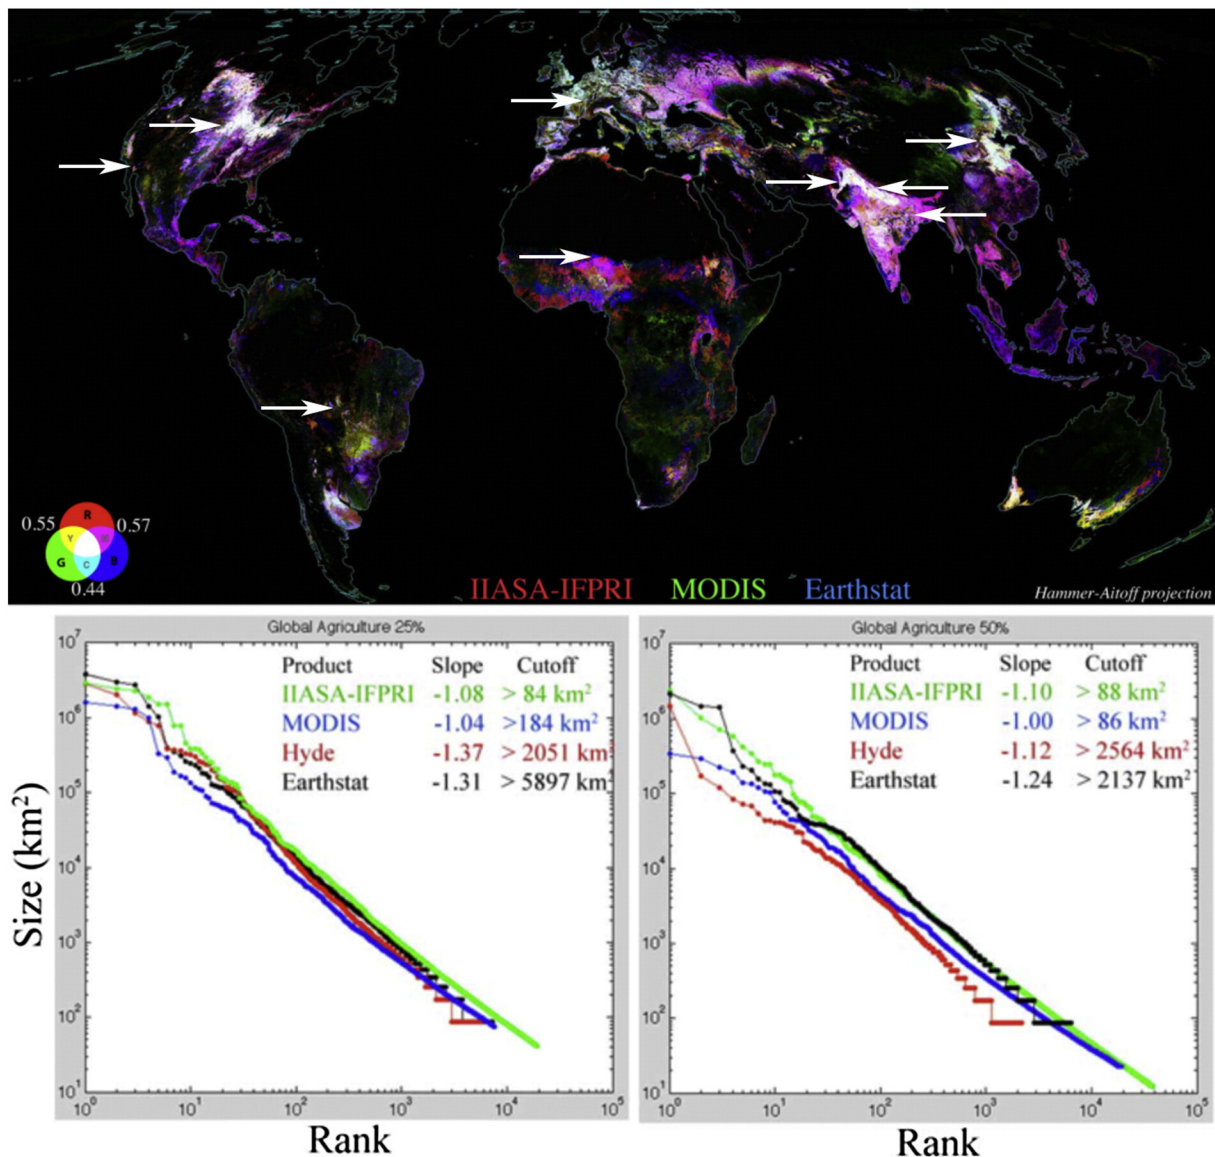 R
0.55
0.57
Y
M
G
C
B
0.44
IIASA-IFPRI MODIS Earthstat
Hammer-Aitoff projection
Global Agriculture 25%
Product Slope Cutoff
IIASA-IFPRI -1.08 > 84 km²
MODIS -1.04 >184 km²
Hyde -1.37 > 2051 km²
Earthstat -1.31 > 5897 km²
10⁷
10⁶
10⁵
10⁴
10³
10²
10¹
10⁰ 10¹ 10² 10³ 10⁴ 10⁵
Size (km²)
Rank
Global Agriculture 50%
Product Slope Cutoff
IIASA-IFPRI -1.10 > 88 km²
MODIS -1.00 > 86 km²
Hyde -1.12 > 2564 km²
Earthstat -1.24 > 2137 km²
10⁷
10⁶
10⁵
10⁴
10³
10²
10¹
10⁰ 10¹ 10² 10³ 10⁴ 10⁵
Rank